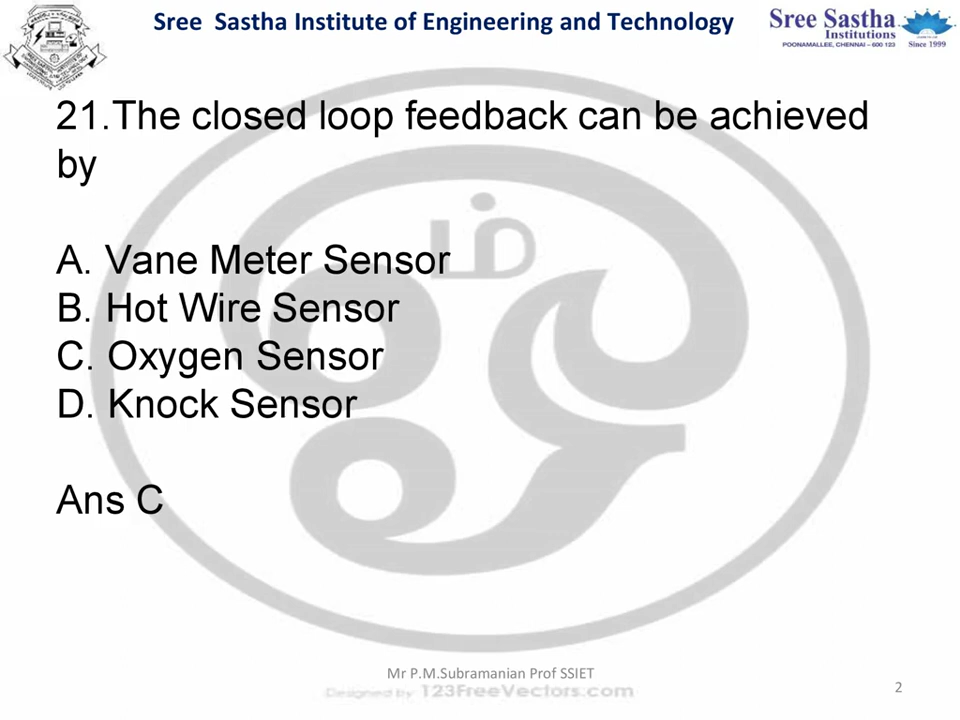 Sree Sastha Institute of Engineering and Technology
Sree Sastha
Institutions
POONAMALLEE, CHENNAI – 600 123
Since 1999
21.The closed loop feedback can be achieved
by
A. Vane Meter Sensor
B. Hot Wire Sensor
C. Oxygen Sensor
D. Knock Sensor
Ans C
Mr P.M.Subramanian Prof SSIET
Designed by : 123FreeVectors.com
2